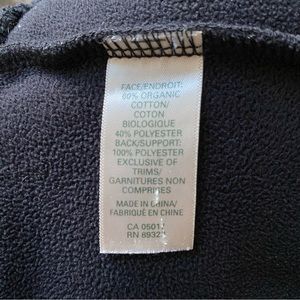 FACE/ENDROIT:
60% ORGANIC
COTTON/
COTON
BIOLOGIQUE
40% POLYESTER
BACK/SUPPORT:
100% POLYESTER
EXCLUSIVE OF
TRIMS/
GARNITURES NON
COMPRISES
MADE IN CHINA/
FABRIQUÉ EN CHINE
CA
RN